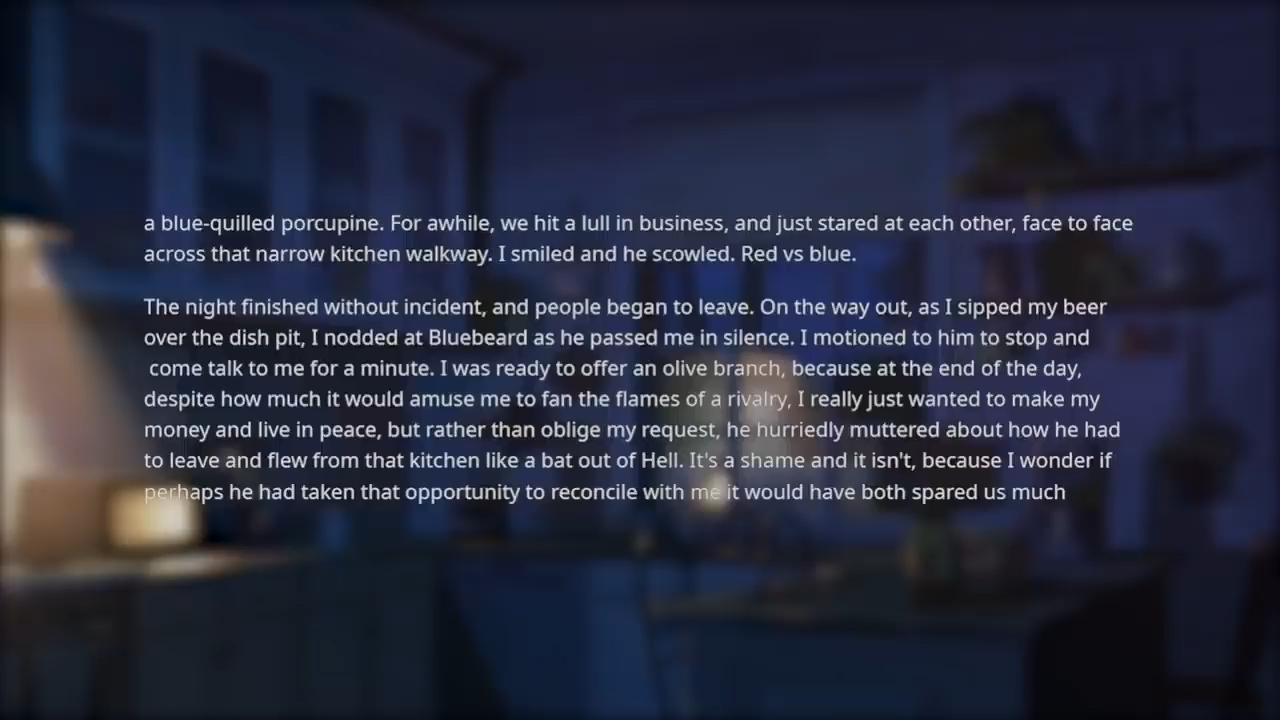 a blue-quilled porcupine. For awhile, we hit a lull in business, and just stared at each other, face to face
across that narrow kitchen walkway. I smiled and he scowled. Red vs blue.
The night finished without incident, and people began to leave. On the way out, as I sipped my beer
over the dish pit, I nodded at Bluebeard as he passed me in silence. I motioned to him to stop and
come talk to me for a minute. I was ready to offer an olive branch, because at the end of the day,
despite how much it would amuse me to fan the flames of a rivalry, I really just wanted to make my
money and live in peace, but rather than oblige my request, he hurriedly muttered about how he had
to leave and flew from that kitchen like a bat out of Hell. It's a shame and it isn't, because I wonder if
perhaps he had taken that opportunity to reconcile with me it would have both spared us much